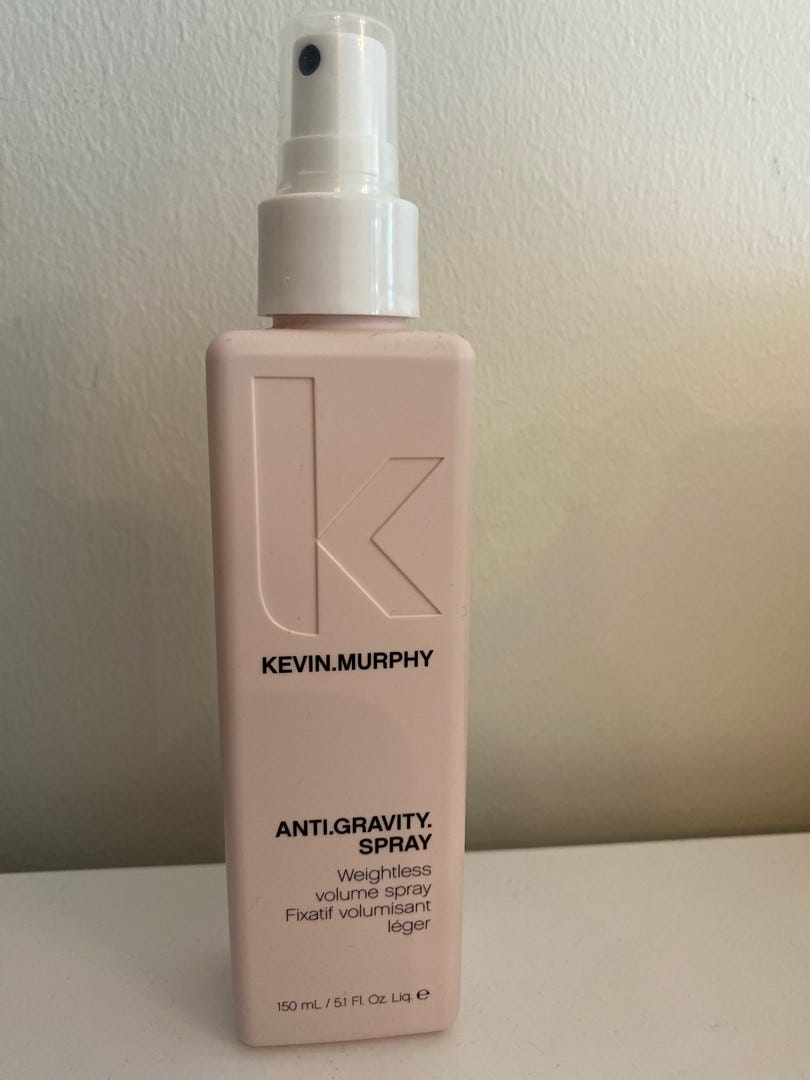 k
KEVIN.MURPHY
ANTI.GRAVITY.
SPRAY
Weightless
volume spray
Fixatif volumisant
léger
150 mL / 5.1 Fl. Oz. Liq. ℮